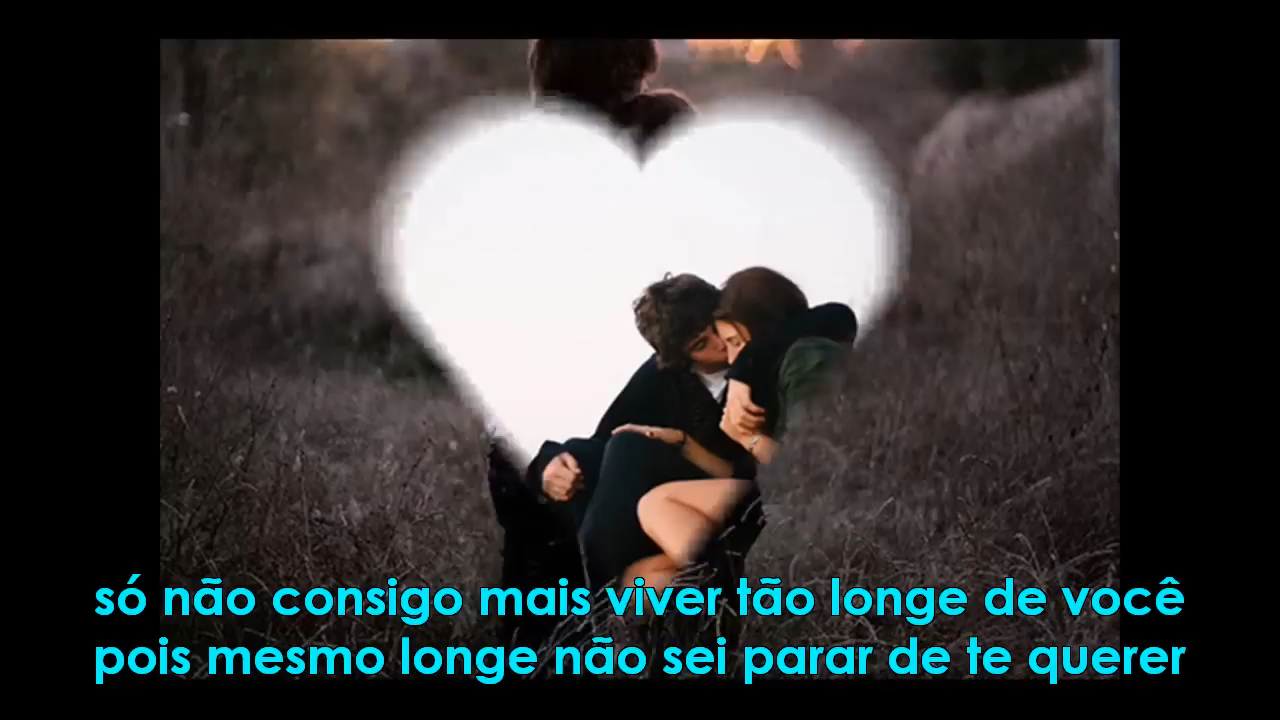 só não consigo mais viver tão longe de você
pois mesmo longe não sei parar de te querer